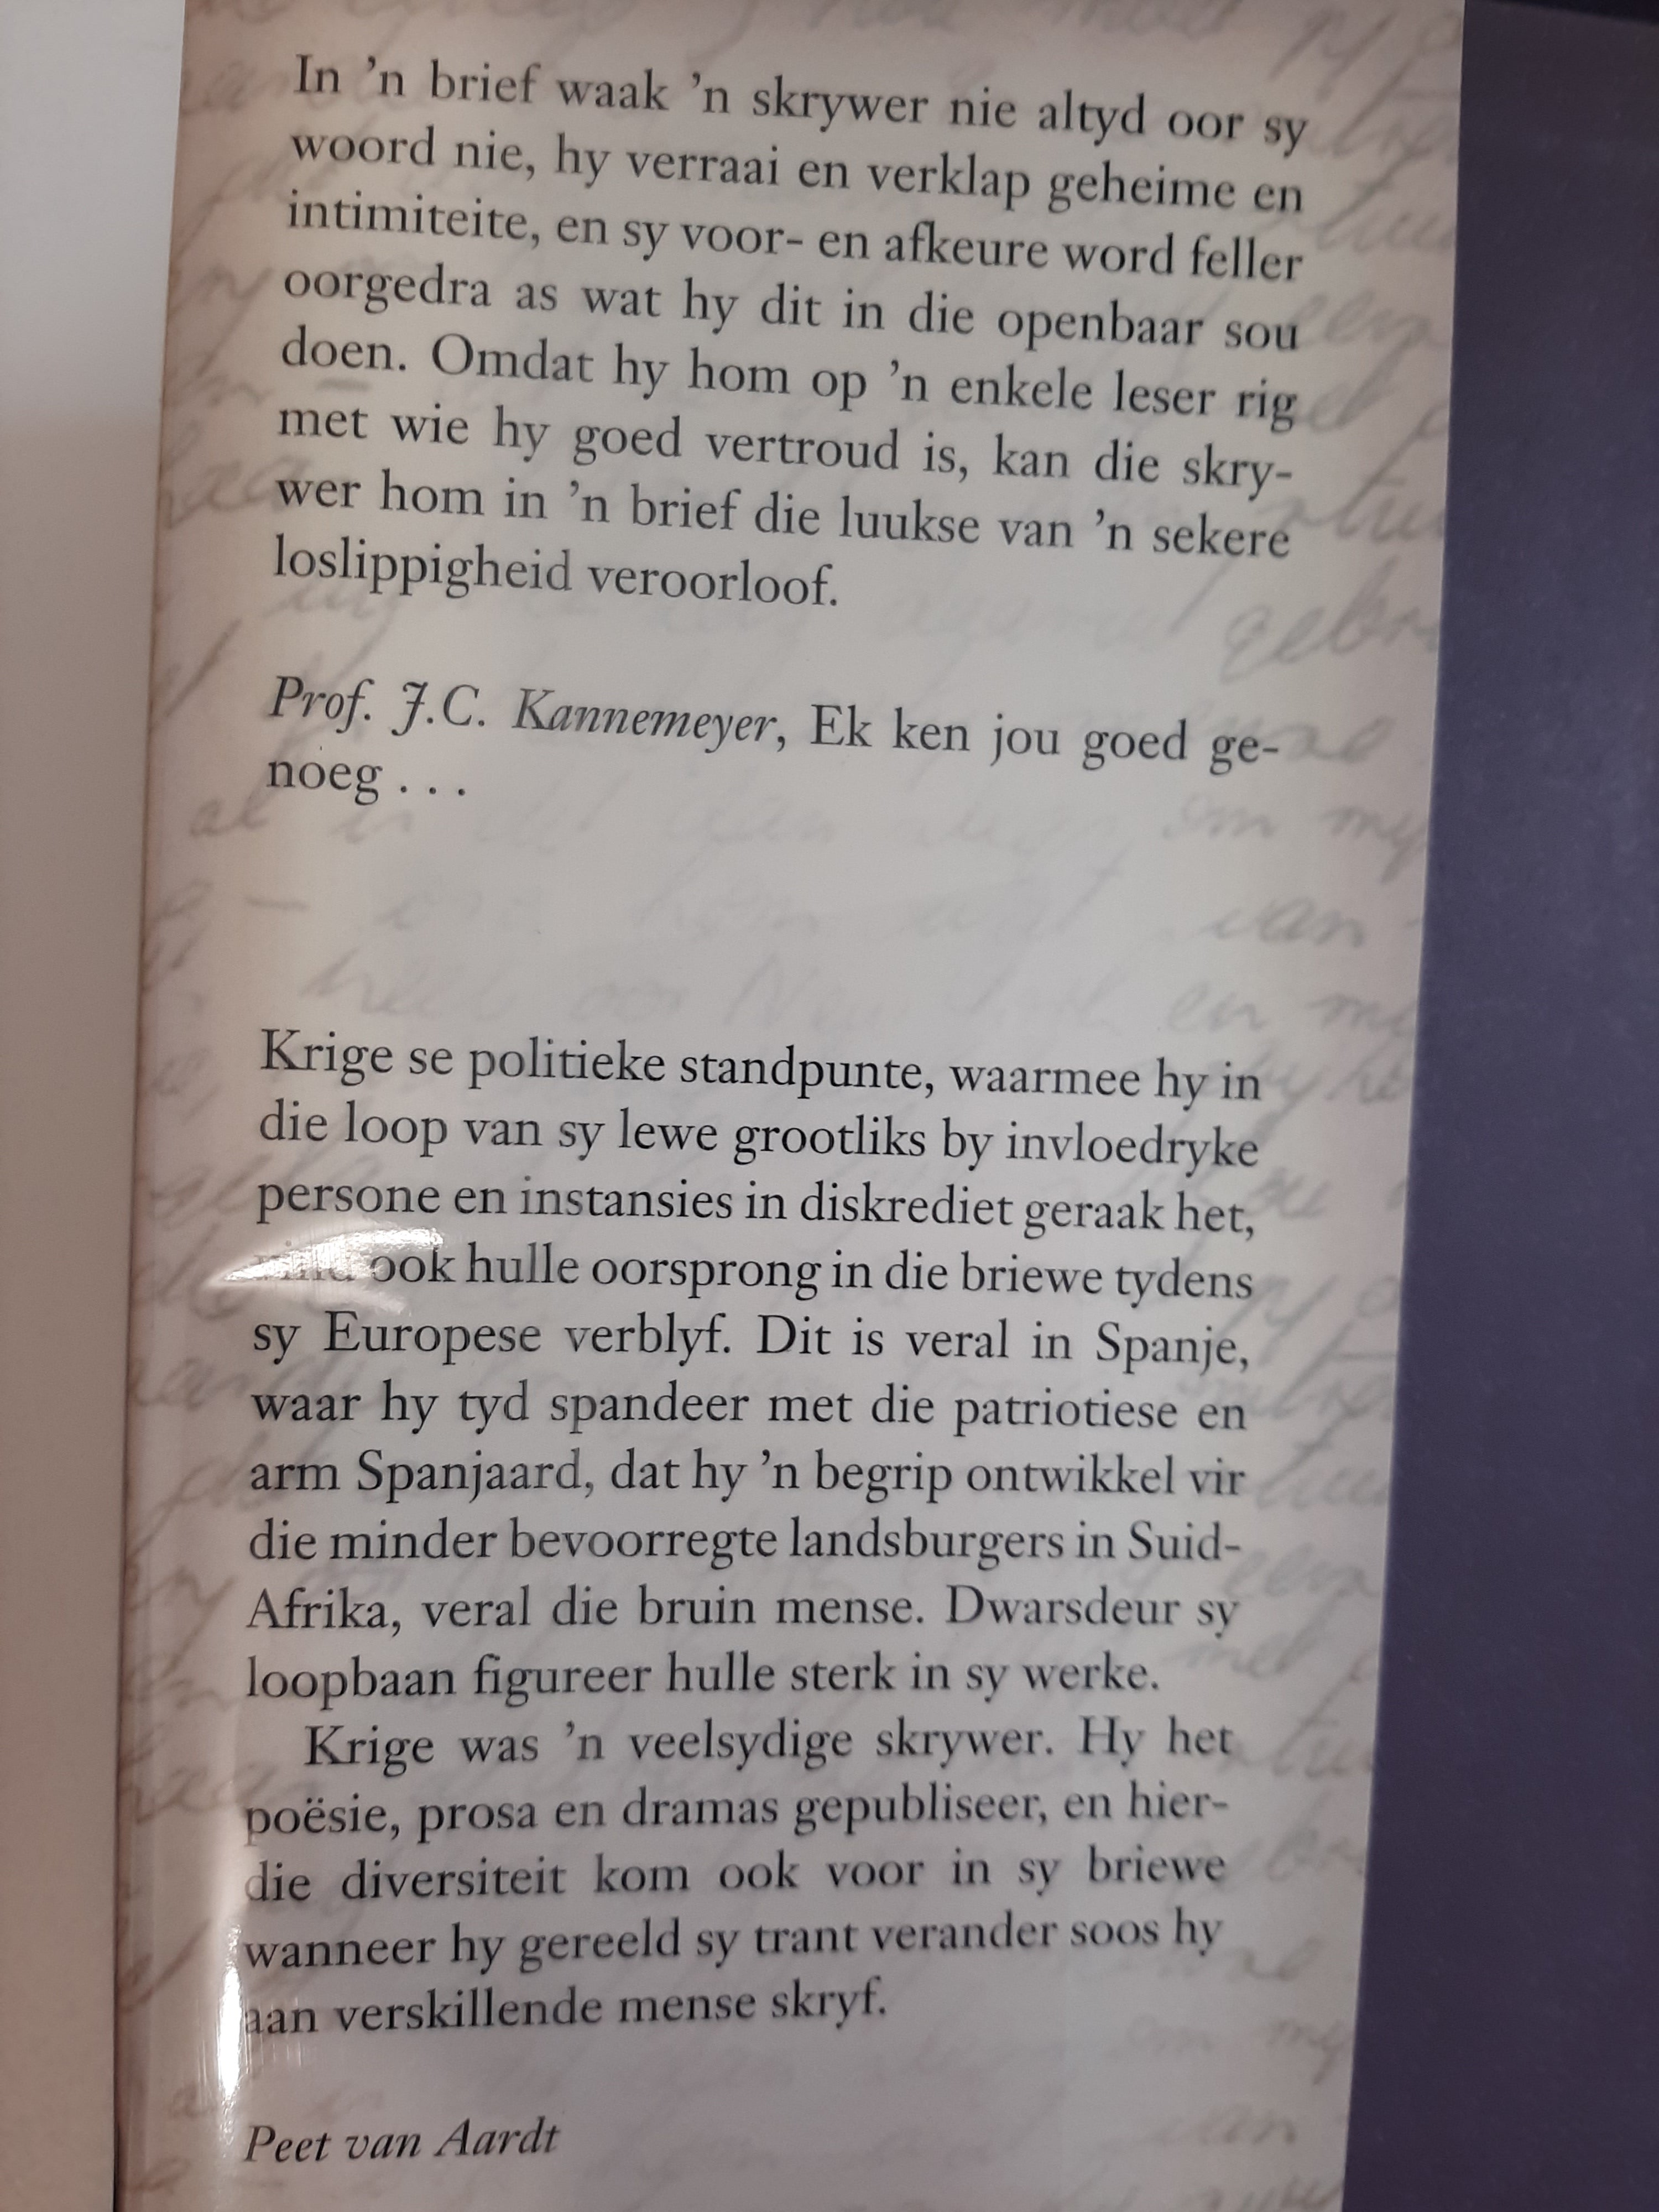 In ’n brief waak ’n skrywer nie altyd oor sy
woord nie, hy verraai en verklap geheime en
intimiteite, en sy voor- en afkeure word feller
oorgedra as wat hy dit in die openbaar sou
doen. Omdat hy hom op ’n enkele leser rig
met wie hy goed vertroud is, kan die skry-
wer hom in ’n brief die luukse van ’n sekere
loslippigheid veroorloof.
Prof. J.C. Kannemeyer, Ek ken jou goed ge-
noeg . . .
Krige se politieke standpunte, waarmee hy in
die loop van sy lewe grootliks by invloedryke
persone en instansies in diskrediet geraak het,
ook hulle oorsprong in die briewe tydens
sy Europese verblyf. Dit is veral in Spanje,
waar hy tyd spandeer met die patriotiese en
arm Spanjaard, dat hy ’n begrip ontwikkel vir
die minder bevoorregte landsburgers in Suid-
Afrika, veral die bruin mense. Dwarsdeur sy
loopbaan figureer hulle sterk in sy werke.
Krige was ’n veelsydige skrywer. Hy het
poësie, prosa en dramas gepubliseer, en hier-
die diversiteit kom ook voor in sy briewe
wanneer hy gereeld sy trant verander soos hy
aan verskillende mense skryf.
Peet van Aardt